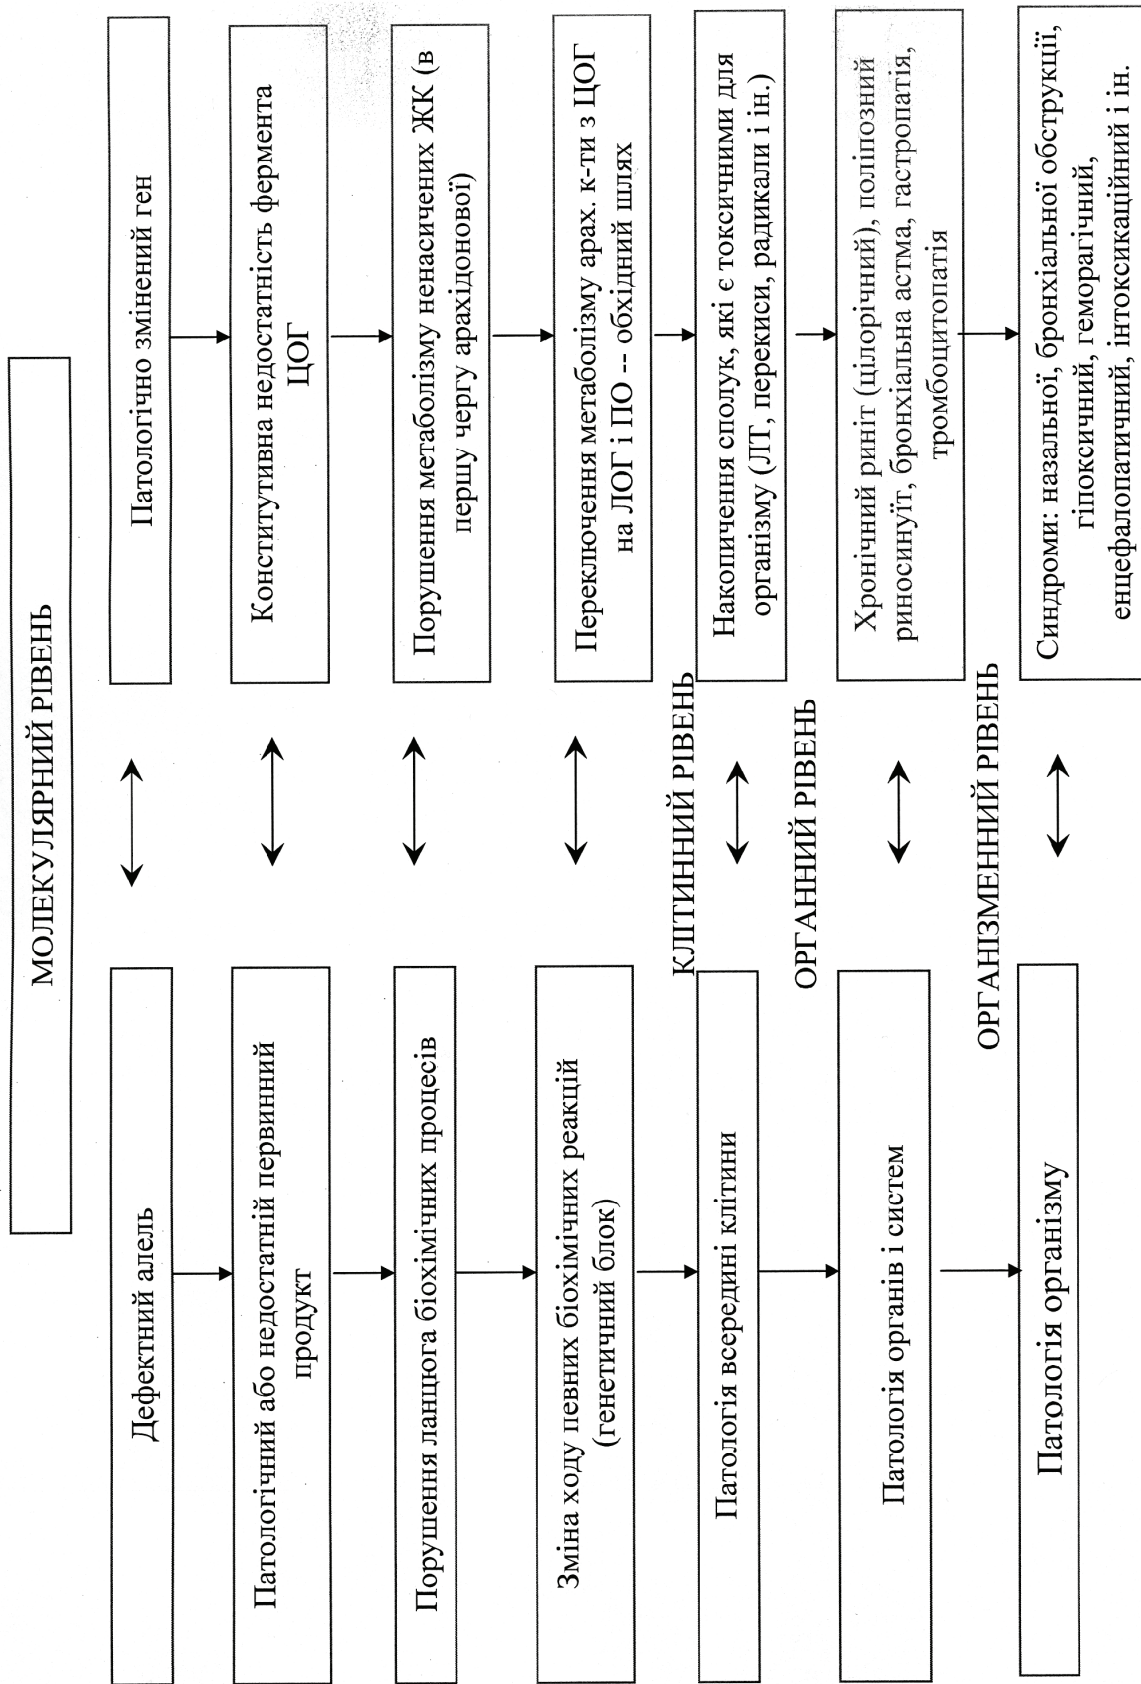 МОЛЕКУЛЯРНИЙ РІВЕНЬ
Дефектний алель
Патологічно змінений ген
Патологічний або недостатній первинний
продукт
Конститутивна недостатність фермента
ЦОГ
Порушення ланцюга біохімічних процесів
Порушення метаболізму ненасичених ЖК (в
першу чергу арахідонової)
Зміна ходу певних біохімічних реакцій
(генетичний блок)
Переключення метаболізму арах. к-ти з ЦОГ
на ЛОГ і ПО -- обхідний шлях
КЛІТИННИЙ РІВЕНЬ
Патологія всередині клітини
Накопичення сполук, які є токсичними для
організму (ЛТ, перекиси, радикали і ін.)
ОРГАННИЙ РІВЕНЬ
Патологія органів і систем
Хронічний риніт (цілорічний), поліпозний
риносинуїт, бронхіальна астма, гастропатія,
тромбоцитопатія
ОРГАНІЗМЕННИЙ РІВЕНЬ
Патологія організму
Синдроми: назальної, бронхіальної обструкції,
гіпоксичний, геморагічний,
енцефалопатичний, інтоксикаційний і ін.